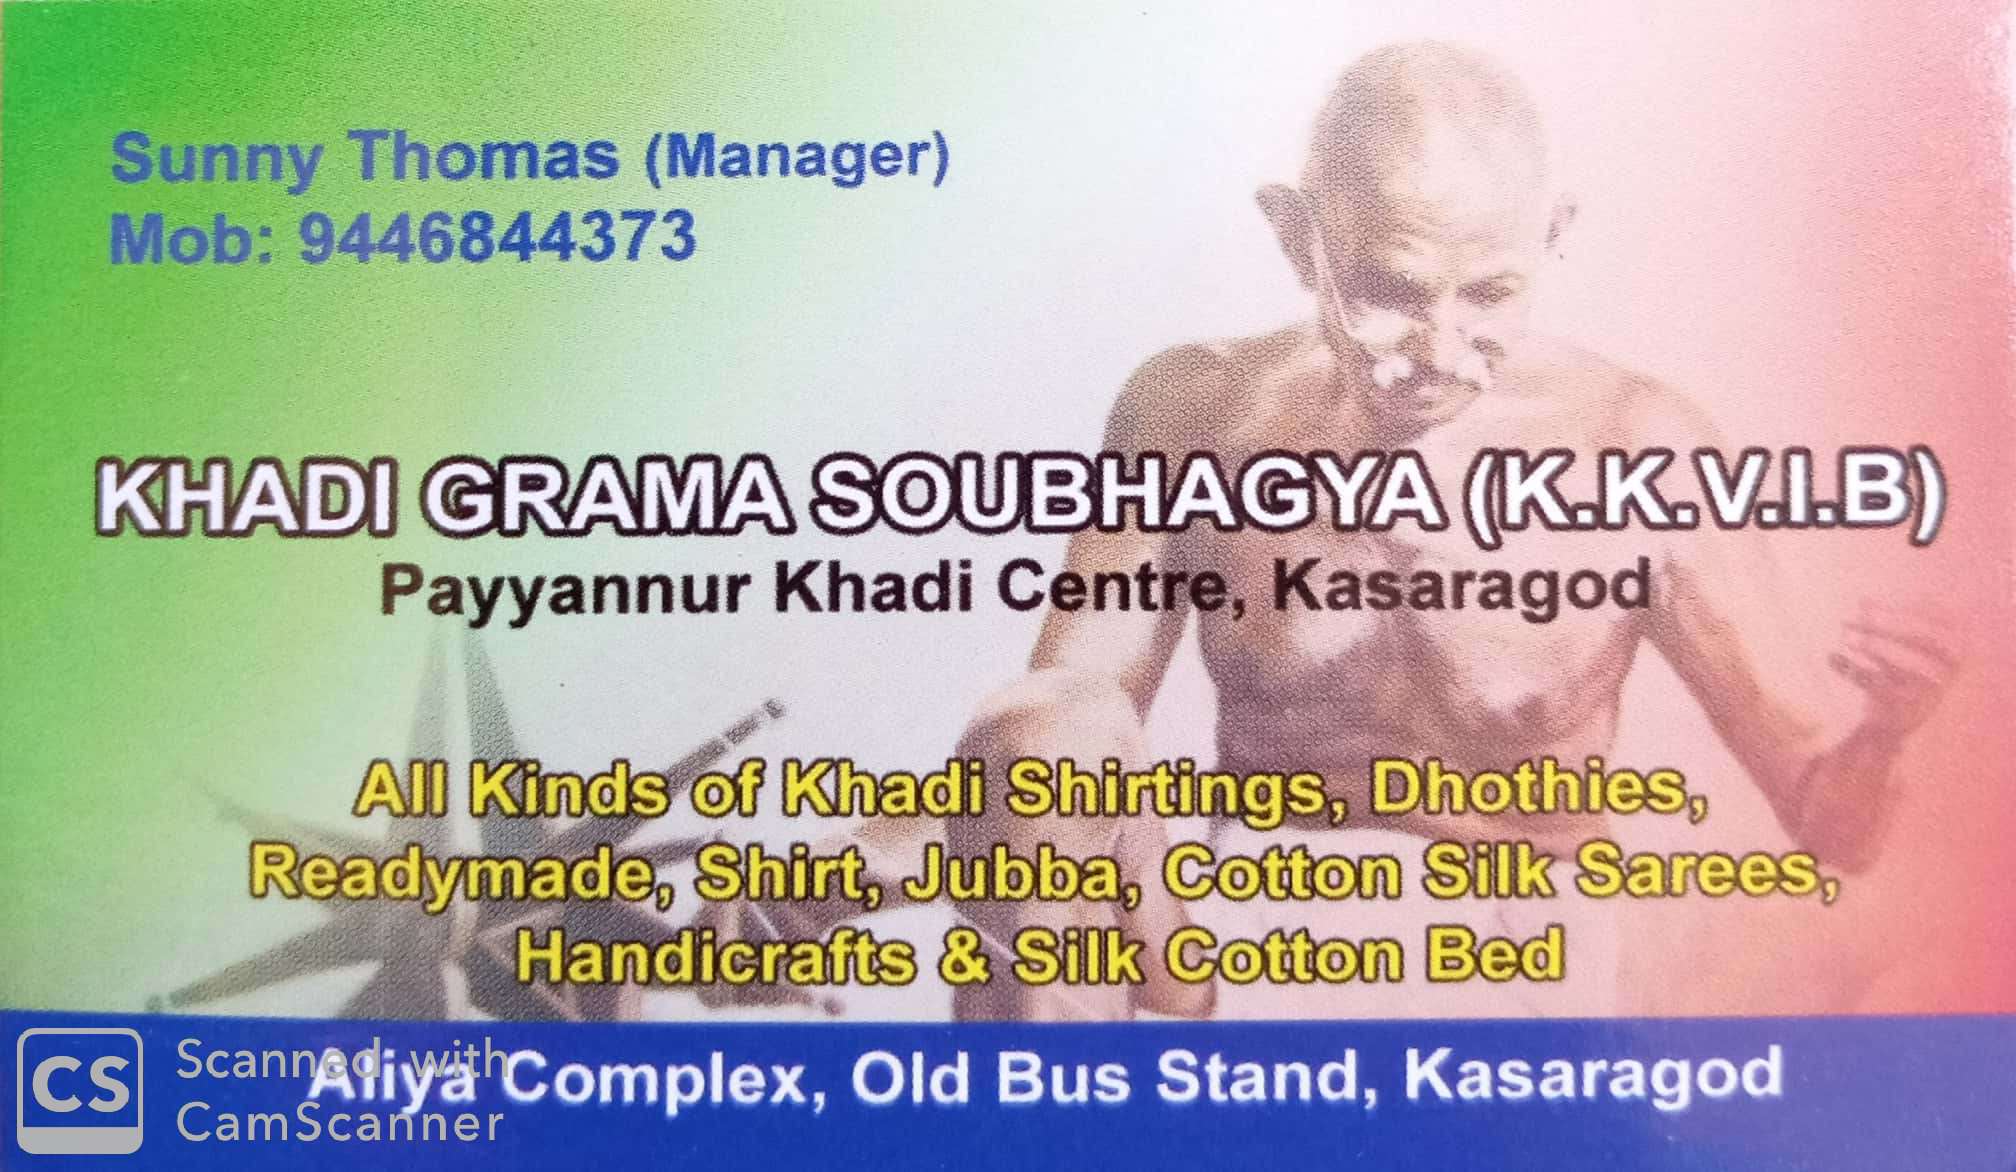 Sunny Thomas (Manager)
Mob: 9446844373
KHADI GRAMA SOUBHAGYA (K.K.V.I.B)
Payyannur Khadi Centre, Kasaragod
All Kinds of Khadi Shirtings, Dhothies,
Readymade, Shirt, Jubba, Cotton Silk Sarees,
Handicrafts & Silk Cotton Bed
Aliya Complex, Old Bus Stand, Kasaragod
CS
Scanned with
CamScanner